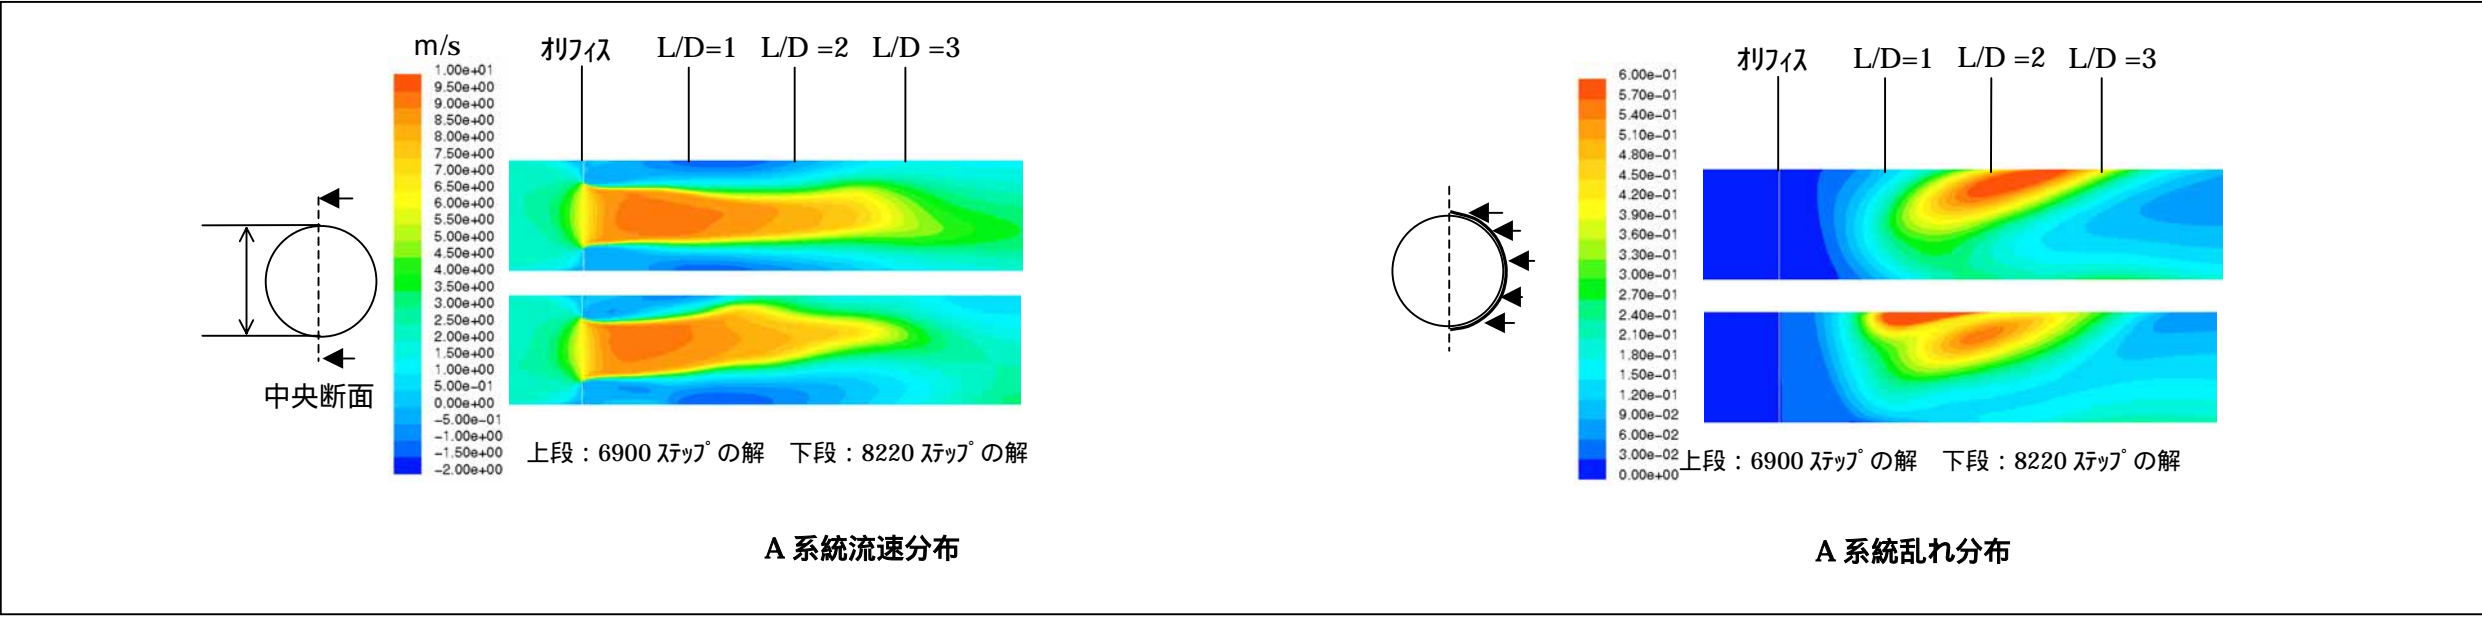 m/s
オリフィス L/D=1 L/D =2 L/D =3
1.00e+01
9.50e+00
9.00e+00
8.50e+00
8.00e+00
7.50e+00
7.00e+00
6.50e+00
6.00e+00
5.50e+00
5.00e+00
4.50e+00
4.00e+00
3.50e+00
3.00e+00
2.50e+00
2.00e+00
1.50e+00
1.00e+00
5.00e−01
0.00e+00
−5.00e−01
−1.00e+00
−1.50e+00
−2.00e+00
中央断面
上段：6900 ステップの解 下段：8220 ステップの解
A 系統流速分布
オリフィス L/D=1 L/D =2 L/D =3
6.00e−01
5.70e−01
5.40e−01
5.10e−01
4.80e−01
4.50e−01
4.20e−01
3.90e−01
3.60e−01
3.30e−01
3.00e−01
2.70e−01
2.40e−01
2.10e−01
1.80e−01
1.50e−01
1.20e−01
9.00e−02
6.00e−02
3.00e−02
0.00e+00
上段：6900 ステップの解 下段：8220 ステップの解
A 系統乱れ分布